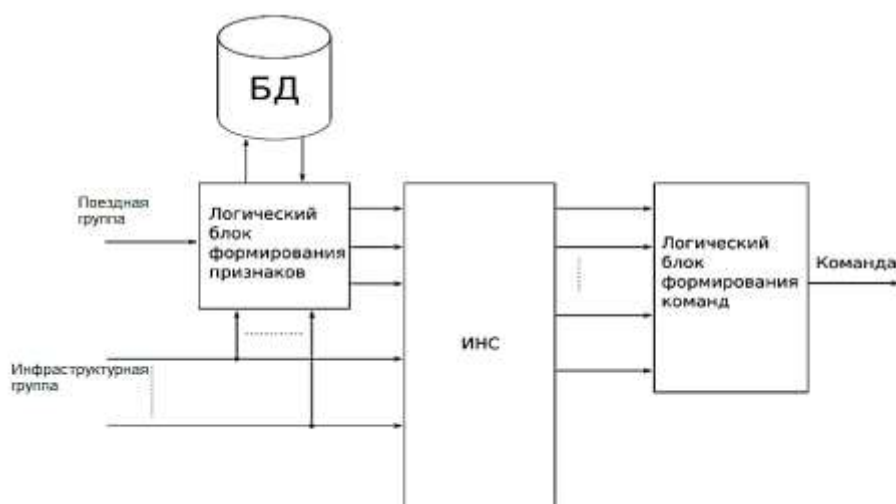 БД
Поездная
группа
Логический
блок
формирования
признаков
ИНС
Логический
блок
формирования
команд
Команда
Инфраструктурная
группа